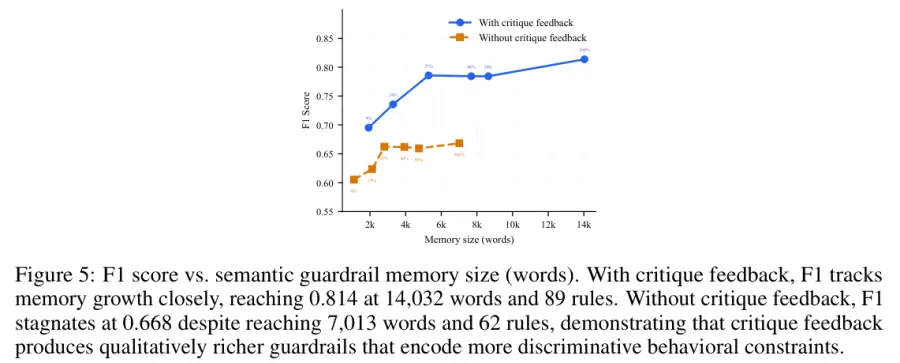 With critique feedback
Without critique feedback
0.85
0.80
0.75
0.70
0.65
0.60
0.55
F1 Score
100%
2k 4k 6k 8k 10k 12k 14k
Memory size (words)
Figure 5: F1 score vs. semantic guardrail memory size (words). With critique feedback, F1 tracks
memory growth closely, reaching 0.814 at 14,032 words and 89 rules. Without critique feedback, F1
stagnates at 0.668 despite reaching 7,013 words and 62 rules, demonstrating that critique feedback
produces qualitatively richer guardrails that encode more discriminative behavioral constraints.